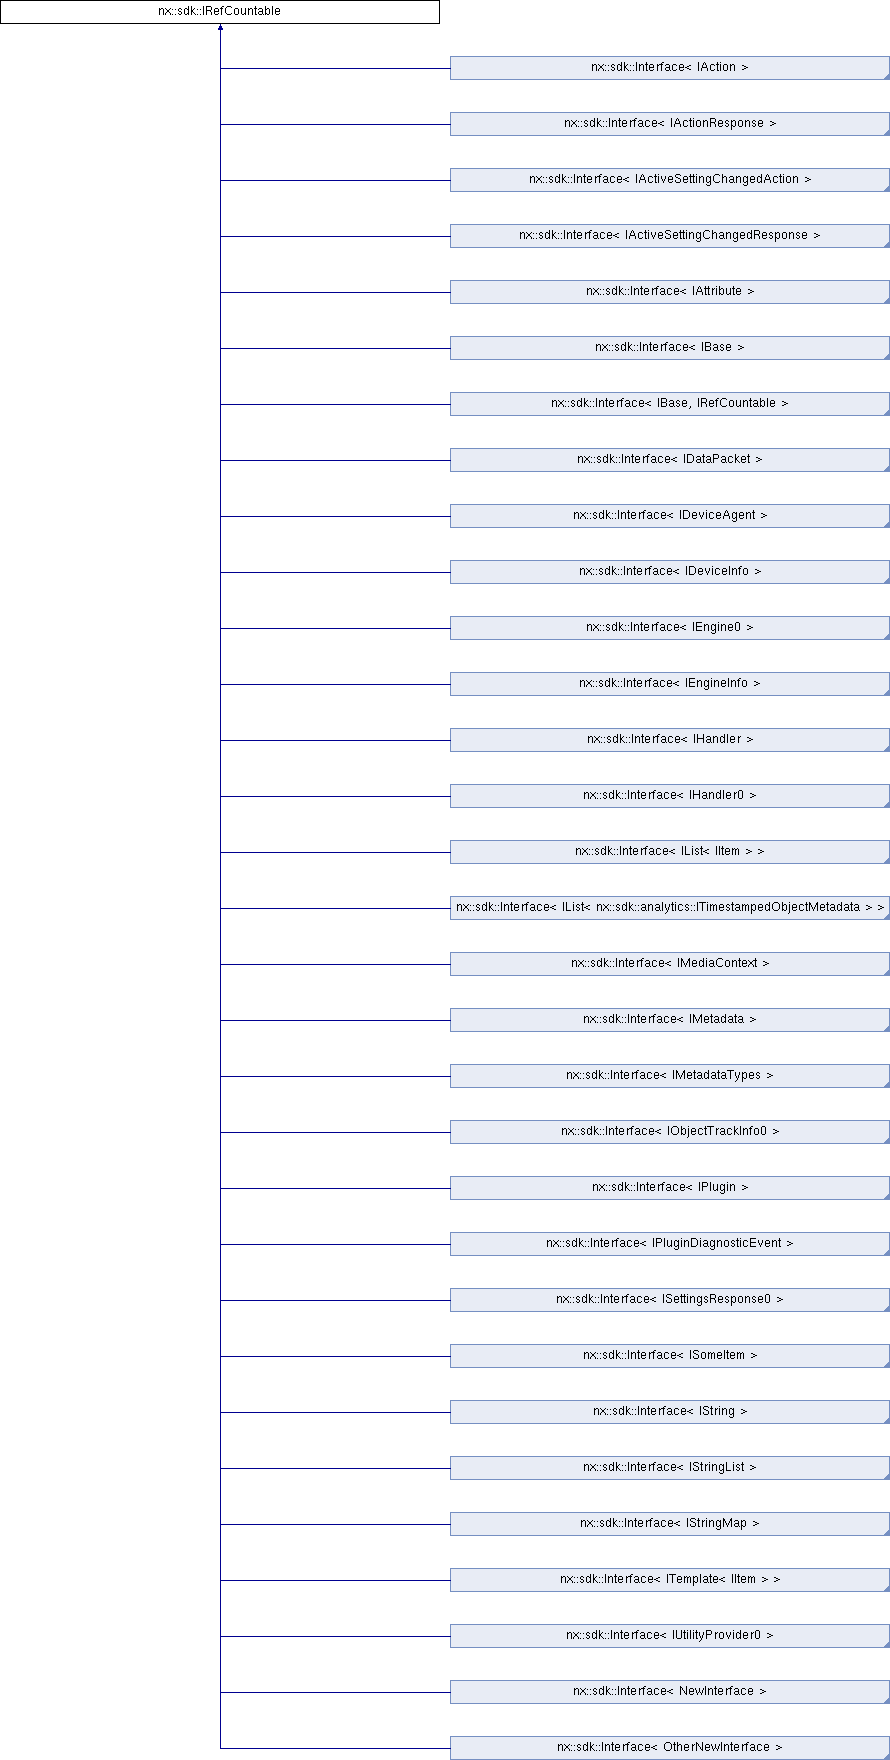 nx::sdk::IRefCountable
nx::sdk::Interface< IAction >
nx::sdk::Interface< IActionResponse >
nx::sdk::Interface< IActiveSettingChangedAction >
nx::sdk::Interface< IActiveSettingChangedResponse >
nx::sdk::Interface< IAttribute >
nx::sdk::Interface< IBase >
nx::sdk::Interface< IBase, IRefCountable >
nx::sdk::Interface< IDataPacket >
nx::sdk::Interface< IDeviceAgent >
nx::sdk::Interface< IDeviceInfo >
nx::sdk::Interface< IEngine0 >
nx::sdk::Interface< IEngineInfo >
nx::sdk::Interface< IHandler >
nx::sdk::Interface< IHandler0 >
nx::sdk::Interface< IList< IItem > >
nx::sdk::Interface< IList< nx::sdk::analytics::ITimestampedObjectMetadata > >
nx::sdk::Interface< IMediaContext >
nx::sdk::Interface< IMetadata >
nx::sdk::Interface< IMetadataTypes >
nx::sdk::Interface< IObjectTrackInfo0 >
nx::sdk::Interface< IPlugin >
nx::sdk::Interface< IPluginDiagnosticEvent >
nx::sdk::Interface< ISettingsResponse0 >
nx::sdk::Interface< ISomeItem >
nx::sdk::Interface< IString >
nx::sdk::Interface< IStringList >
nx::sdk::Interface< IStringMap >
nx::sdk::Interface< ITemplate< IItem > >
nx::sdk::Interface< IUtilityProvider0 >
nx::sdk::Interface< NewInterface >
nx::sdk::Interface< OtherNewInterface >